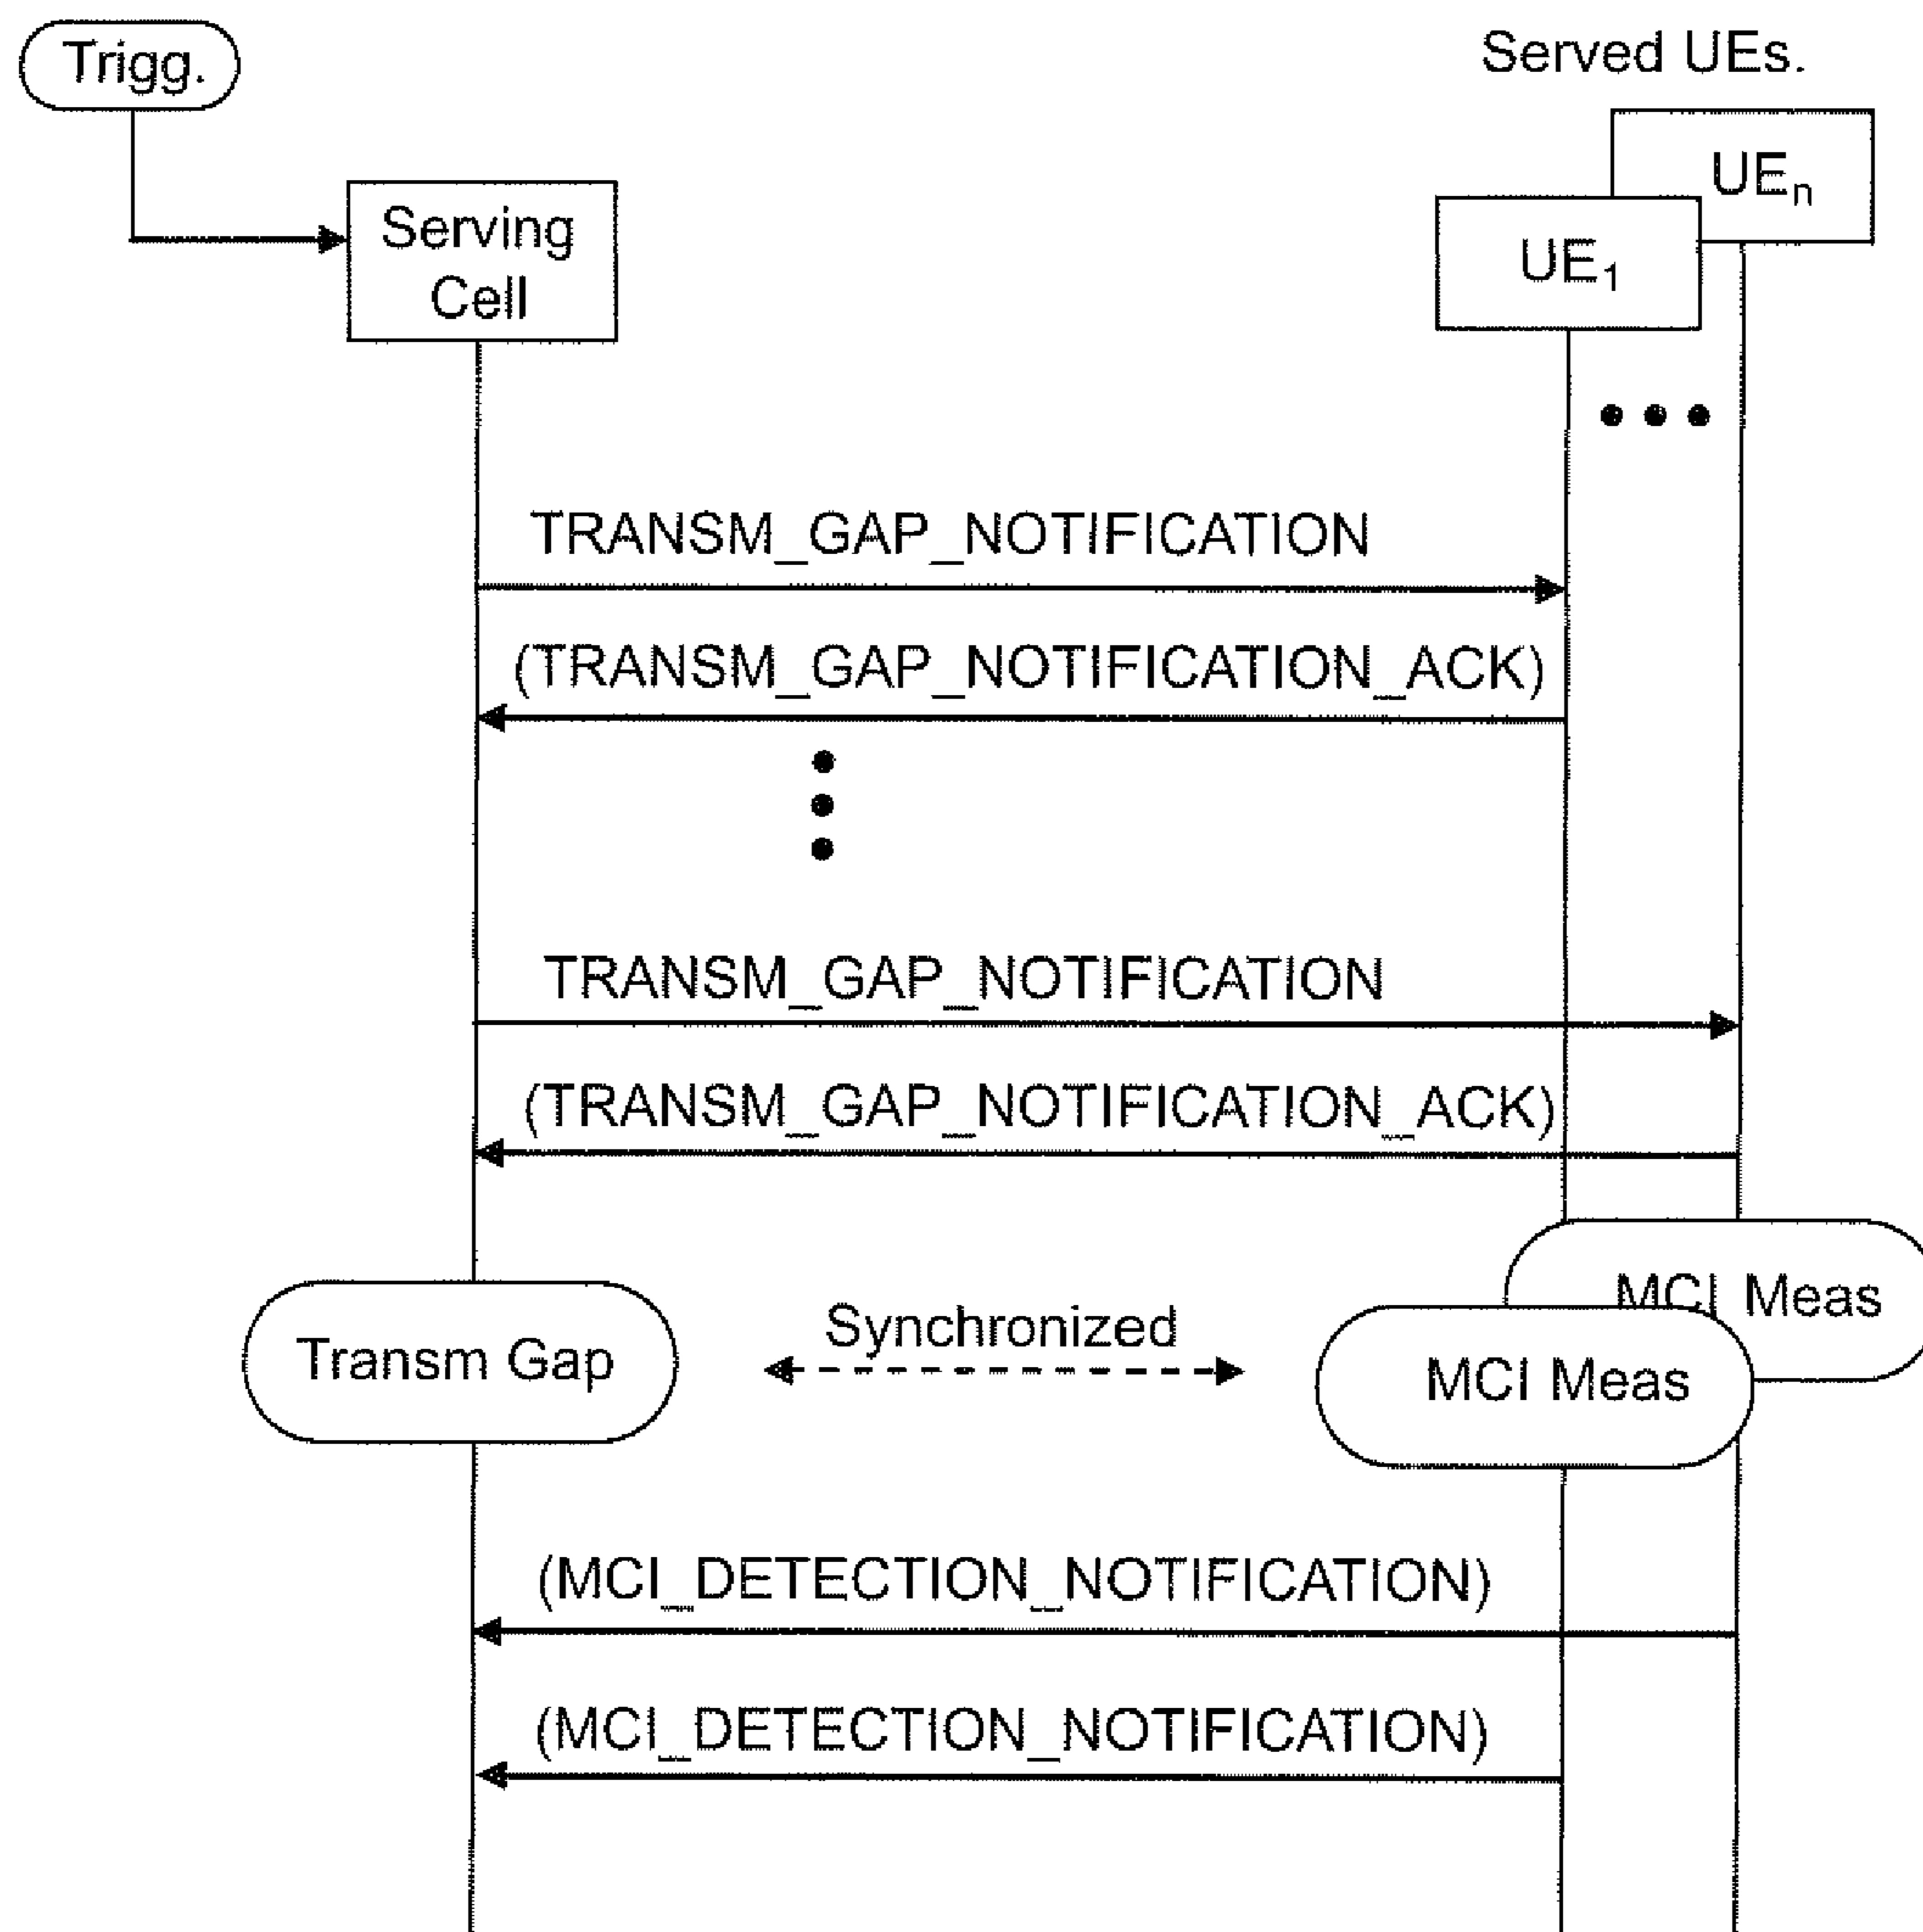 Trigg.
Served UEs.
UEn
Serving
Cell
UE1
TRANSM_GAP_NOTIFICATION
(TRANSM_GAP_NOTIFICATION_ACK)
TRANSM_GAP_NOTIFICATION
(TRANSM_GAP_NOTIFICATION_ACK)
MCI Meas
Synchronized
Transm Gap
MCI Meas
(MCI_DETECTION_NOTIFICATION)
(MCI_DETECTION_NOTIFICATION)